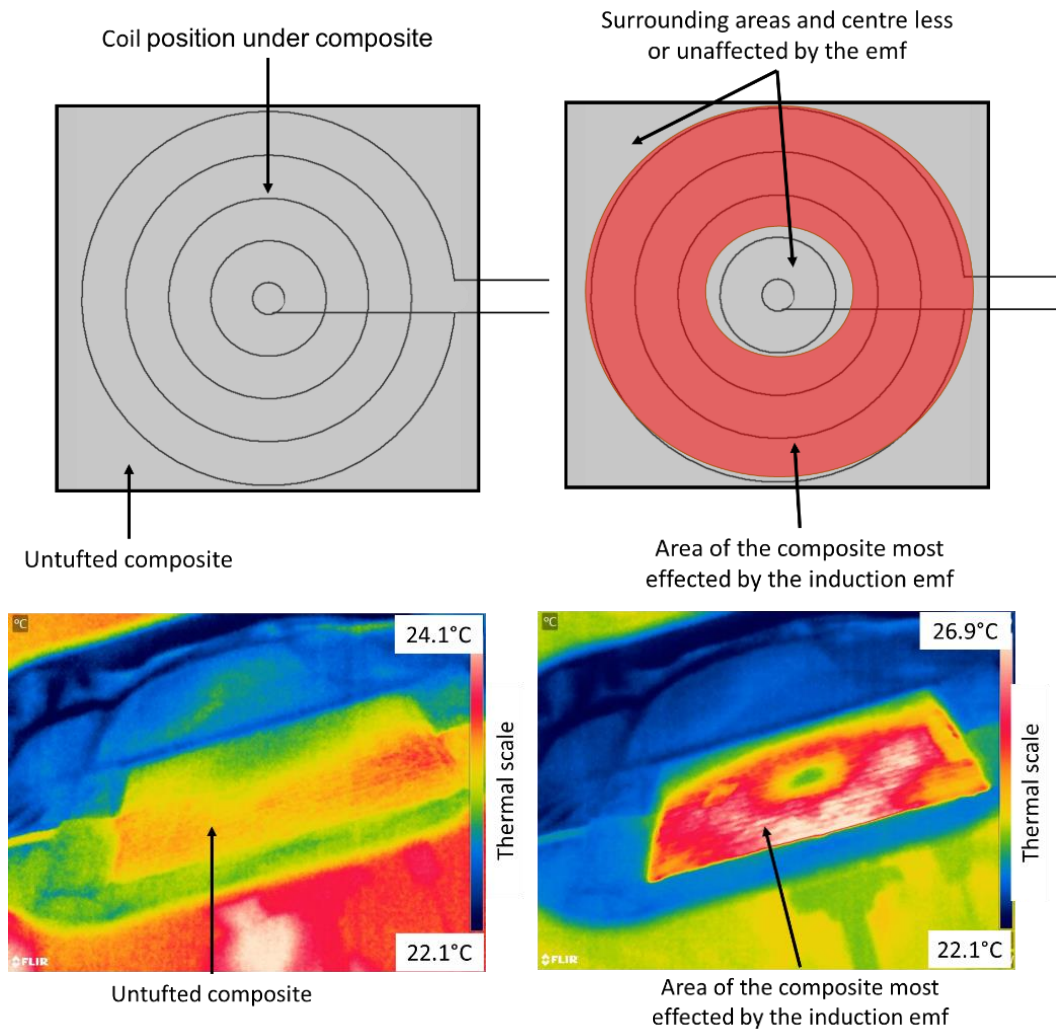 Coil position under composite
Surrounding areas and centre less
or unaffected by the emf
Untufted composite
Area of the composite most
effected by the induction emf
°C
24.1°C
Thermal scale
22.1°C
FLIR
Untufted composite
°C
26.9°C
Thermal scale
22.1°C
FLIR
Area of the composite most
effected by the induction emf